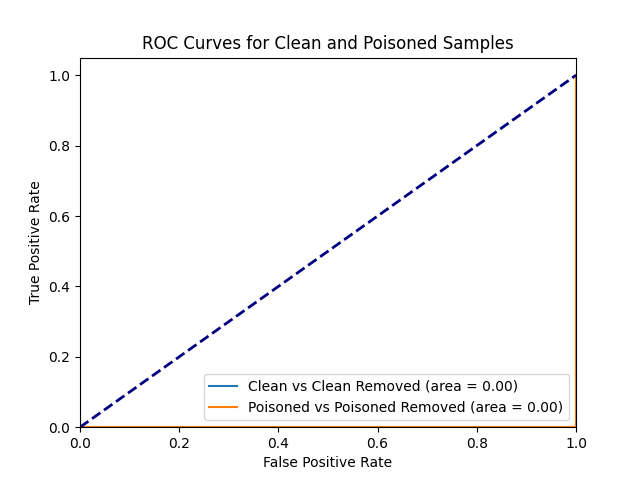 ROC Curves for Clean and Poisoned Samples
1.0
0.8
0.6
0.4
0.2
0.0
True Positive Rate
Clean vs Clean Removed (area = 0.00)
Poisoned vs Poisoned Removed (area = 0.00)
0.0 0.2 0.4 0.6 0.8 1.0
False Positive Rate